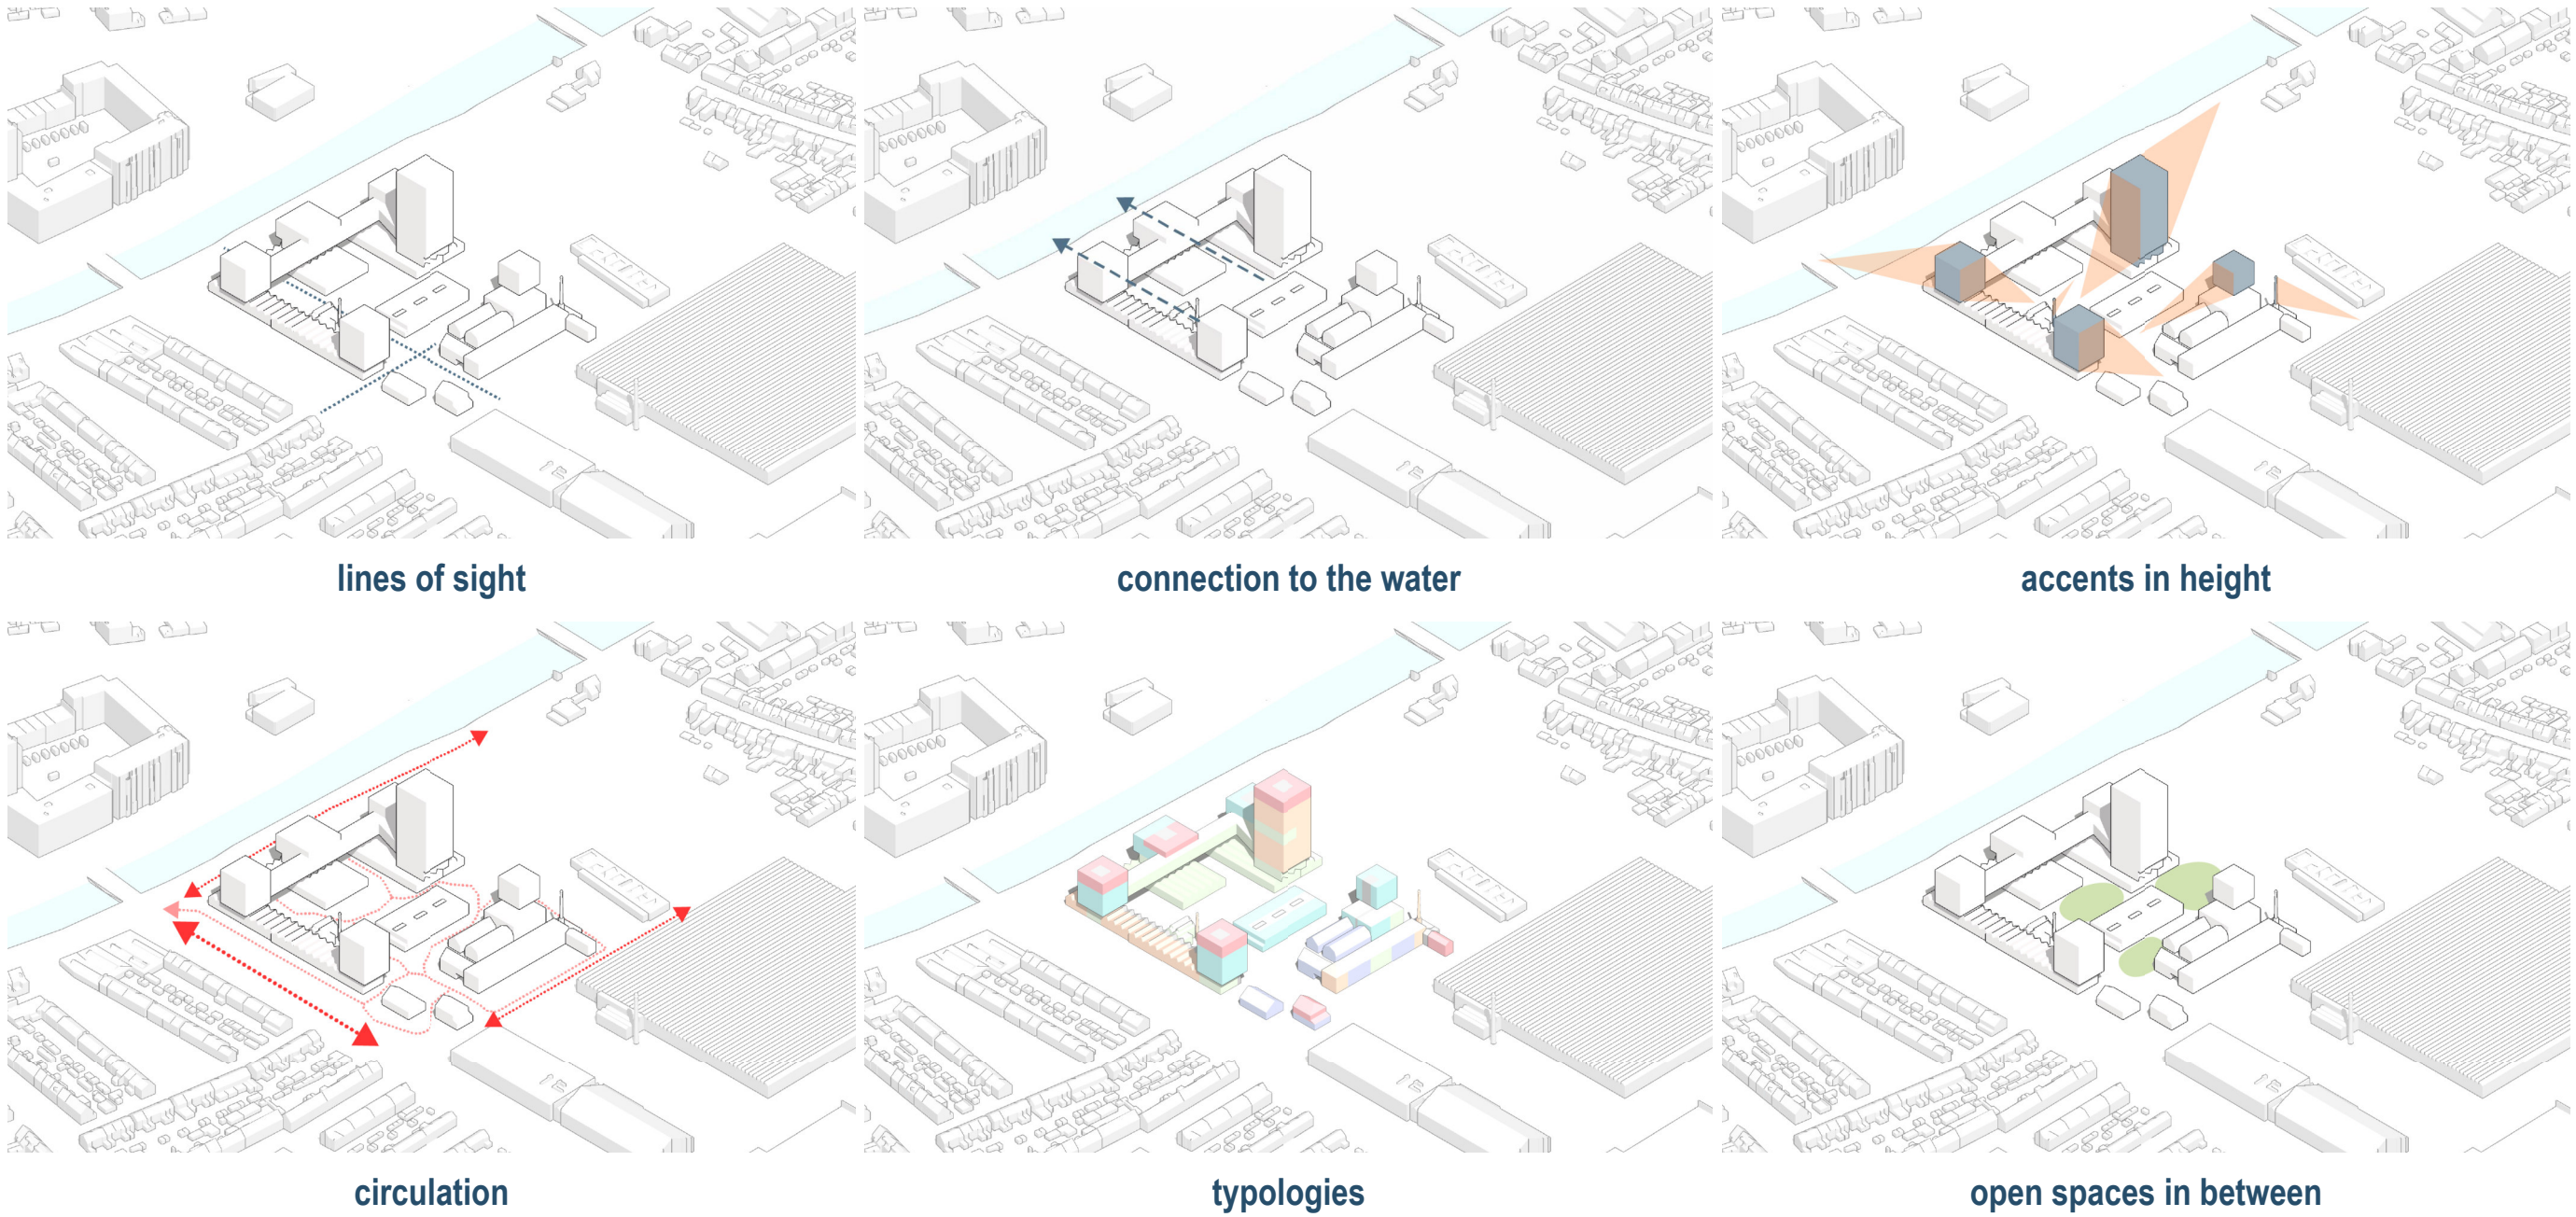 lines of sight
connection to the water
accents in height
circulation
typologies
open spaces in between